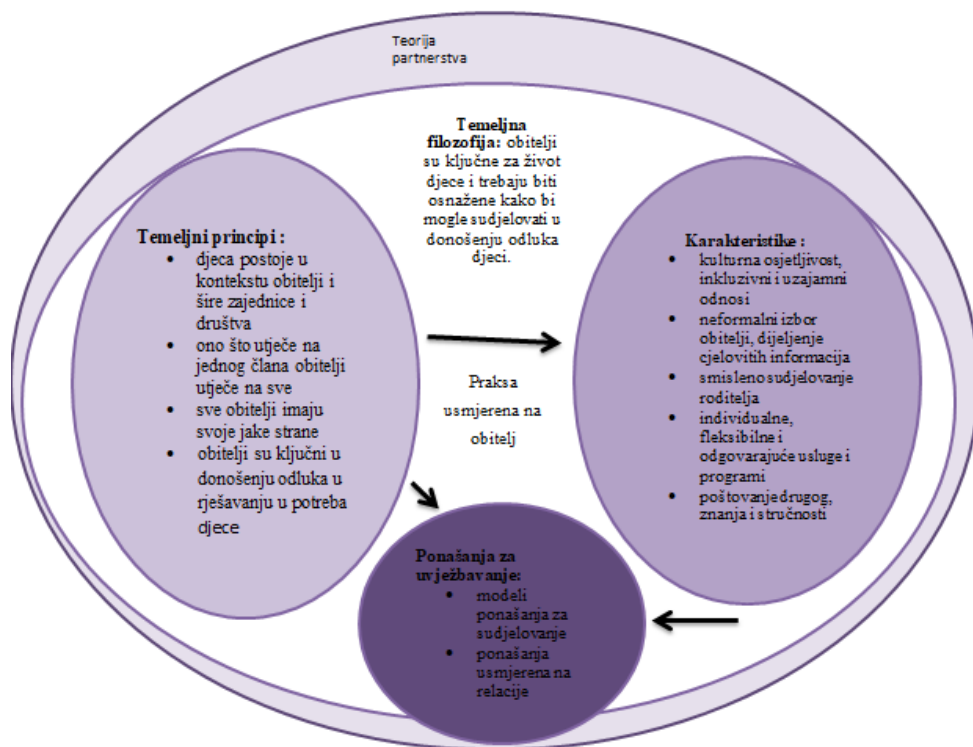 Teorija
partnerstva
Temeljna
filozofija: obitelji
su ključne za život
djece i trebaju biti
osnažene kako bi
mogle sudjelovati u
donošenju odluka
djeci.
Temeljni principi :
• djeca postoje u
kontekstu obitelji i
šire zajednice i
društva
• ono što utječe na
jednog člana obitelji
utječe na sve
• sve obitelji imaju
svoje jake strane
• obitelji su ključni u
donošenju odluka u
rješavanju u potreba
djece
Praksa
usmjerena na
obitelj
Karakteristike :
• kulturna osjetljivost,
inkluzivni i uzajamni
odnosi
• neformalni izbor
obitelji, dijeljenje
cjelovitih informacija
• smisleno sudjelovanje
roditelja
• individualne,
fleksibilne i
odgovarajuće usluge i
programi
• poštovanje drugog,
znanja i stručnosti
Ponašanja za
uvježbavanje:
• modeli
ponašanja za
sudjelovanje
• ponašanja
usmjerena na
relacije